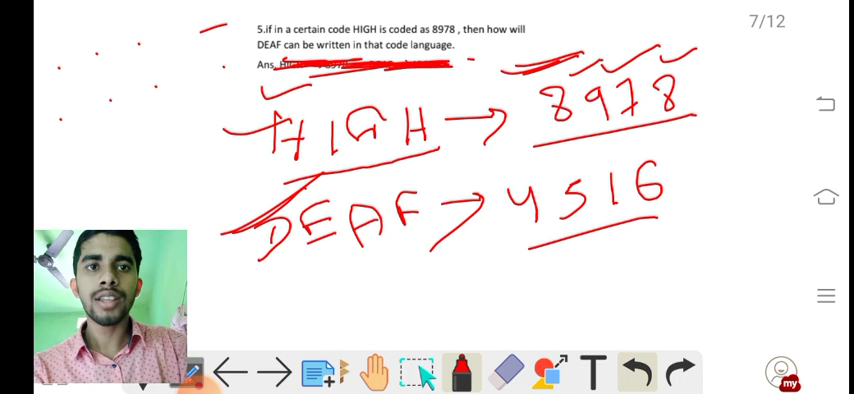 7/12
5.if in a certain code HIGH is coded as 8978 , then how will
DEAF can be written in that code language.
Ans.
HIGH → 8978
DEAF → 4516
T
my